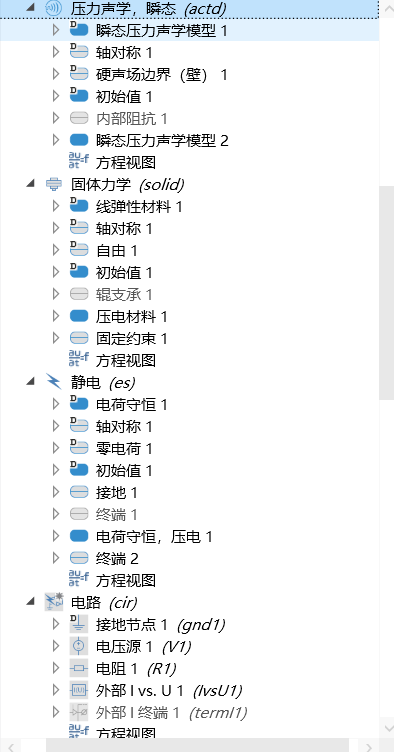 压力声学，瞬态 (actd)
瞬态压力声学模型 1
轴对称 1
硬声场边界（壁） 1
初始值 1
内部阻抗 1
瞬态压力声学模型 2
方程视图
固体力学 (solid)
线弹性材料 1
轴对称 1
自由 1
初始值 1
辊支承 1
压电材料 1
固定约束 1
方程视图
静电 (es)
电荷守恒 1
轴对称 1
零电荷 1
初始值 1
接地 1
终端 1
电荷守恒，压电 1
终端 2
方程视图
电路 (cir)
接地节点 1 (gnd1)
电压源 1 (V1)
电阻 1 (R1)
外部 I vs. U 1 (IvsU1)
外部 I 终端 1 (termI1)
方程视图